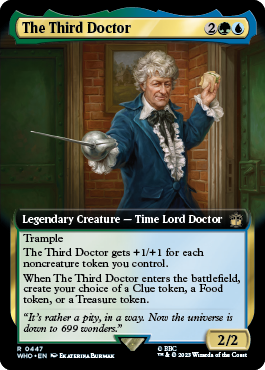 The Third Doctor 2
Legendary Creature — Time Lord Doctor
Trample
The Third Doctor gets +1/+1 for each
noncreature token you control.
When The Third Doctor enters the battlefield,
create your choice of a Clue token, a Food
token, or a Treasure token.
“It’s rather a pity, in a way. Now the universe is
down to 699 wonders.”
2/2
R 0447
WHO • EN EKATERINA BURMAK
© BBC
™ & © 2023 Wizards of the Coast